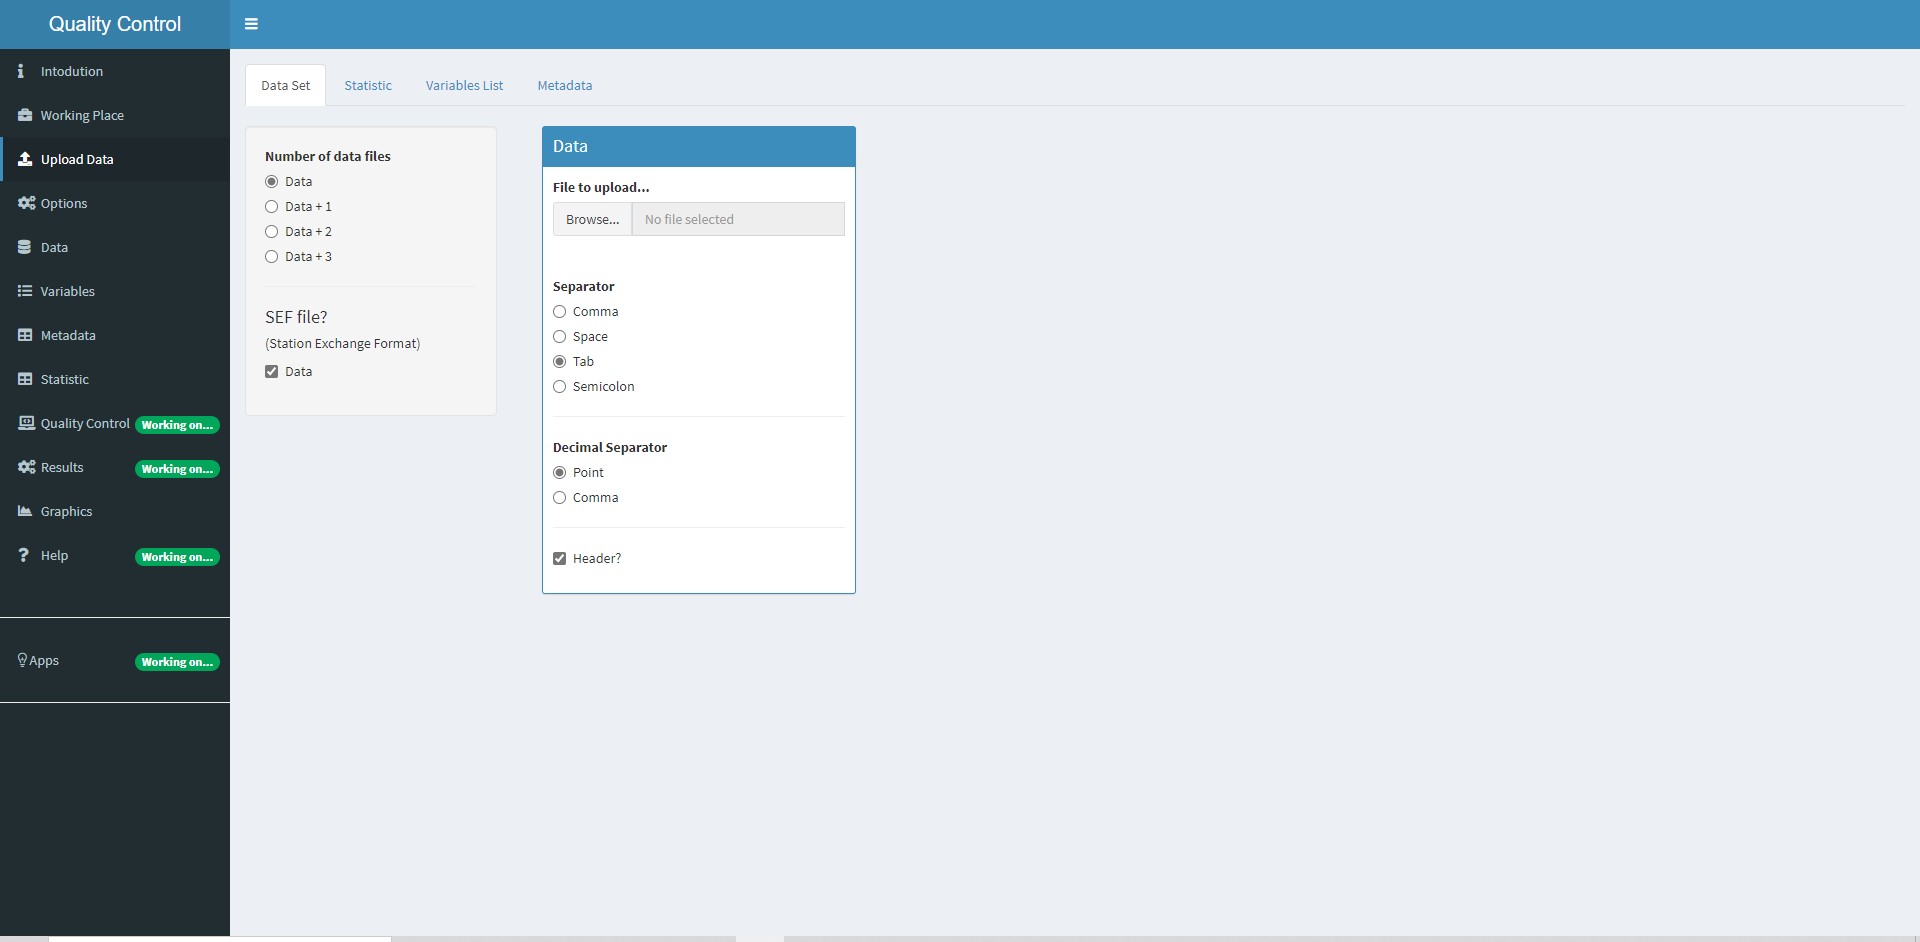 Quality Control
Intodution
Working Place
Upload Data
Options
Data
Variables
Metadata
Statistic
Quality Control Working on...
Results Working on...
Graphics
Help Working on...
Apps Working on...
Data Set Statistic Variables List Metadata
Number of data files
Data
Data + 1
Data + 2
Data + 3
SEF file?
(Station Exchange Format)
Data
Data
File to upload...
Browse... No file selected
Separator
Comma
Space
Tab
Semicolon
Decimal Separator
Point
Comma
Header?